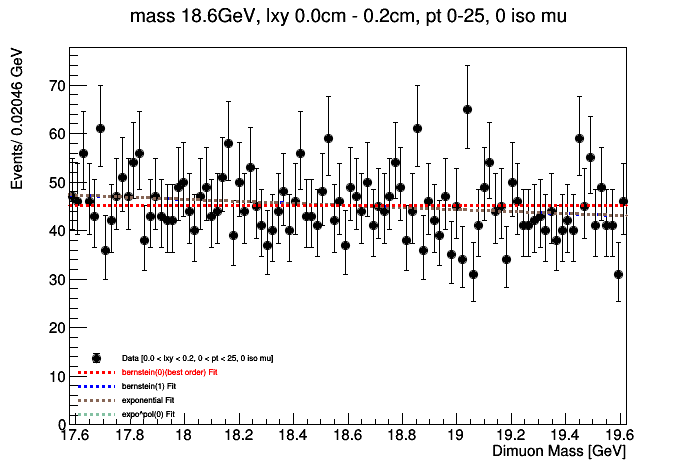 mass 18.6GeV, lxy 0.0cm - 0.2cm, pt 0-25, 0 iso mu
Events/ 0.02046 GeV
70
60
50
40
30
20
10
0
Data [0.0 < lxy < 0.2, 0 < pt < 25, 0 iso mu]
bernstein(0)(best order) Fit
bernstein(1) Fit
exponential Fit
expo*pol(0) Fit
17.6 17.8 18 18.2 18.4 18.6 18.8 19 19.2 19.4 19.6
Dimuon Mass [GeV]